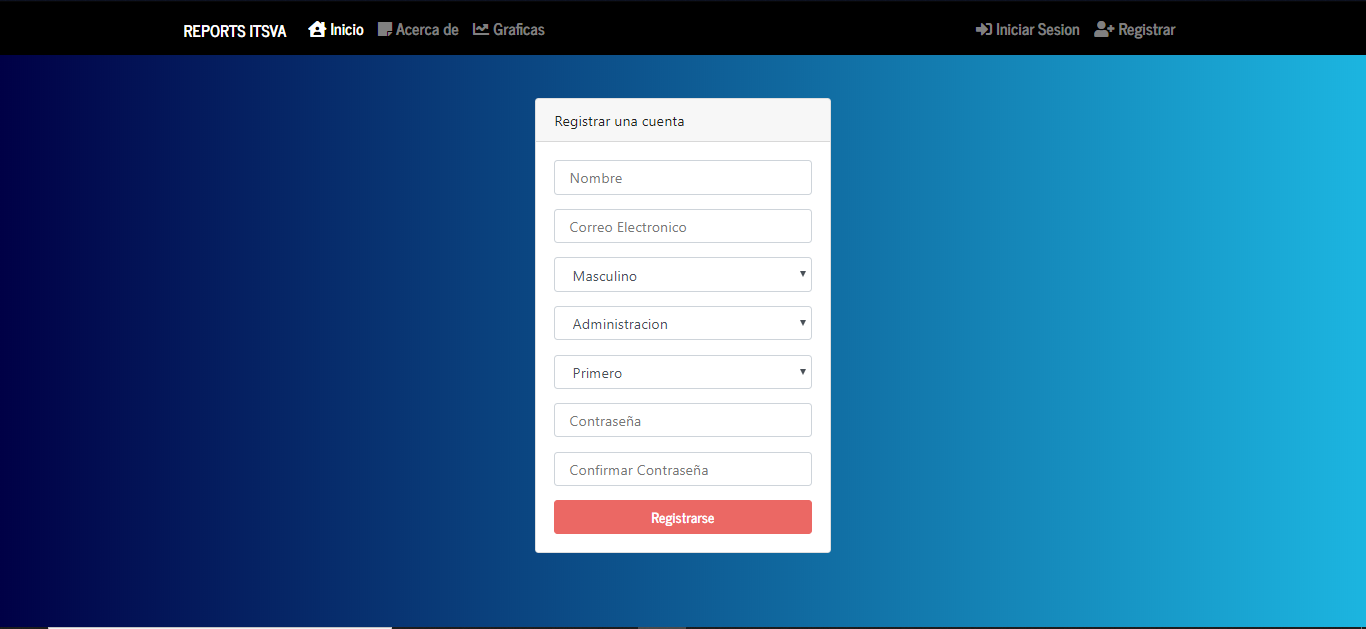 REPORTS ITSVA Inicio Acerca de Graficas Iniciar Sesion Registrar
Registrar una cuenta
Nombre
Correo Electronico
Masculino
Administracion
Primero
Contraseña
Confirmar Contraseña
Registrarse